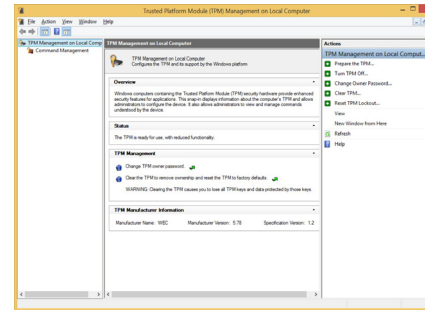 Trusted Platform Module (TPM) Management on Local Computer
File Action View Window Help
TPM Management on Local Comp
Command Management
TPM Management on Local Computer
TPM Management on Local Computer
Configures the TPM and its support by the Windows platform
Overview
Windows computers containing the Trusted Platform Module (TPM) security hardware provide enhanced
security features for applications. This snap-in displays information about the computer's TPM and allows
administrators to configure the device. It also allows administrators to view and manage commands
understood by the device.
Status
The TPM is ready for use, with reduced functionality.
TPM Management
Change TPM owner password.
Clear the TPM to remove ownership and reset the TPM to factory defaults.
WARNING: Clearing the TPM causes you to lose all TPM keys and data protected by those keys.
TPM Manufacturer Information
Manufacturer Name: WEC Manufacturer Version: 5.78 Specification Version: 1.2
Actions
TPM Management on Local Comput...
Prepare the TPM...
Turn TPM Off...
Change Owner Password...
Clear TPM...
Reset TPM Lockout...
View
New Window from Here
Refresh
Help